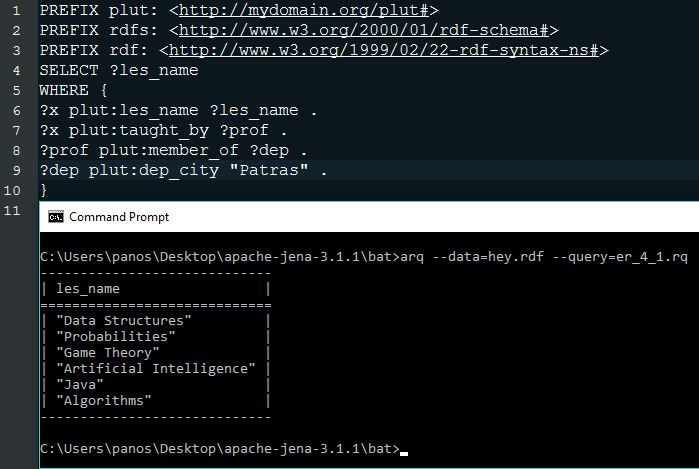 1 PREFIX plut: <http://mydomain.org/plut#>
2 PREFIX rdfs: <http://www.w3.org/2000/01/rdf-schema#>
3 PREFIX rdf: <http://www.w3.org/1999/02/22-rdf-syntax-ns#>
4 SELECT ?les_name
5 WHERE {
6 ?x plut:les_name ?les_name .
7 ?x plut:taught_by ?prof .
8 ?prof plut:member_of ?dep .
9 ?dep plut:dep_city "Patras" .
10 }
11
C:\. Command Prompt
C:\Users\panos\Desktop\apache-jena-3.1.1\bat>arq --data=hey.rdf --query=er_4_1.rq
-----------------------------
| les_name                  |
=============================
| "Data Structures"         |
| "Probabilities"           |
| "Game Theory"             |
| "Artificial Intelligence" |
| "Java"                    |
| "Algorithms"              |
-----------------------------
C:\Users\panos\Desktop\apache-jena-3.1.1\bat>